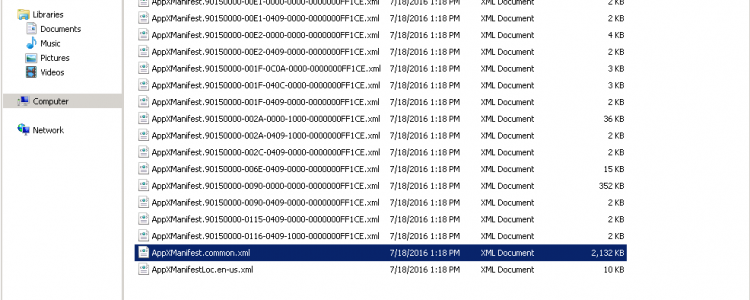 AppXManifest.90150000-00E1-0000-0000-0000000FF1CE.xml 7/18/2016 1:18 PM XML Document 2 KB
Libraries AppXManifest.90150000-00E1-0409-0000-0000000FF1CE.xml 7/18/2016 1:18 PM XML Document 2 KB
Documents AppXManifest.90150000-00E2-0000-0000-0000000FF1CE.xml 7/18/2016 1:18 PM XML Document 4 KB
Music AppXManifest.90150000-00E2-0409-0000-0000000FF1CE.xml 7/18/2016 1:18 PM XML Document 2 KB
Pictures AppXManifest.90150000-001F-0C0A-0000-0000000FF1CE.xml 7/18/2016 1:18 PM XML Document 3 KB
Videos AppXManifest.90150000-001F-040C-0000-0000000FF1CE.xml 7/18/2016 1:18 PM XML Document 3 KB
Computer AppXManifest.90150000-001F-0409-0000-0000000FF1CE.xml 7/18/2016 1:18 PM XML Document 2 KB
AppXManifest.90150000-002A-0000-1000-0000000FF1CE.xml 7/18/2016 1:18 PM XML Document 36 KB
Network AppXManifest.90150000-002A-0409-1000-0000000FF1CE.xml 7/18/2016 1:18 PM XML Document 2 KB
AppXManifest.90150000-002C-0409-0000-0000000FF1CE.xml 7/18/2016 1:18 PM XML Document 2 KB
AppXManifest.90150000-006E-0409-0000-0000000FF1CE.xml 7/18/2016 1:18 PM XML Document 15 KB
AppXManifest.90150000-0090-0000-0000-0000000FF1CE.xml 7/18/2016 1:18 PM XML Document 352 KB
AppXManifest.90150000-0090-0409-0000-0000000FF1CE.xml 7/18/2016 1:18 PM XML Document 2 KB
AppXManifest.90150000-0115-0409-0000-0000000FF1CE.xml 7/18/2016 1:18 PM XML Document 2 KB
AppXManifest.90150000-0116-0409-1000-0000000FF1CE.xml 7/18/2016 1:18 PM XML Document 2 KB
AppXManifest.common.xml 7/18/2016 1:18 PM XML Document 2,132 KB
AppXManifestLoc.en-us.xml 7/18/2016 1:18 PM XML Document 10 KB